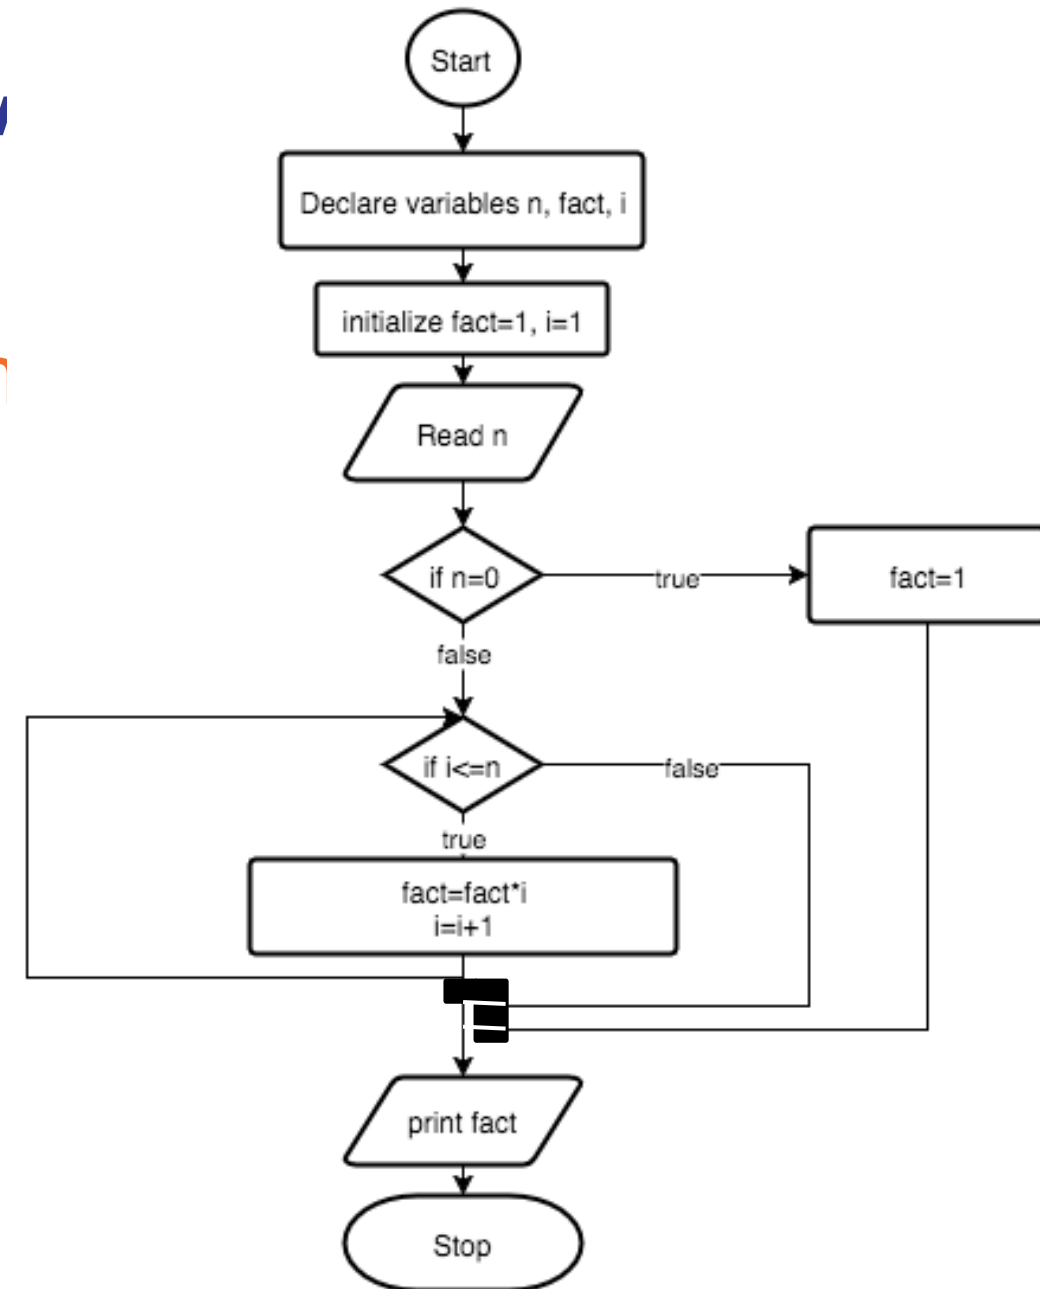 Start
Declare variables n, fact, i
initialize fact=1, i=1
Read n
if n=0
true
fact=1
false
if i<=n
false
true
fact=fact*i
i=i+1
print fact
Stop